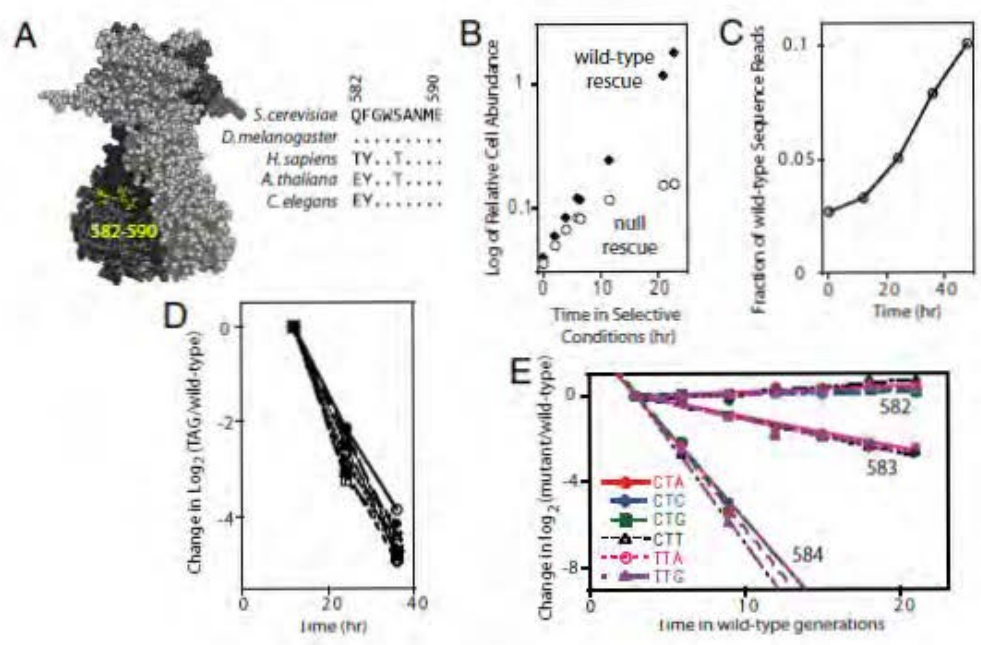 A
582
590
S.cerevisiae QFGWSANME
D.melanogaster .........
H.sapiens TY..T....
A.thaliana EY..T....
C.elegans EY.......
582-590
B
Log of Relative Cell Abundance
1
0.1
wild-type
rescue
null
rescue
0 10 20
Time in Selective
Conditions (hr)
C
Fraction of wild-type Sequence Reads
0.1
0.05
0
0 20 40
Time (hr)
D
Change in Log2 (TAG/wild-type)
0
-2
-4
0 20 40
Time (hr)
E
Change in log2 (mutant/wild-type)
0
-4
-8
582
583
584
CTA
CTC
CTG
CTT
TTA
TTG
0 10 20
Time in wild-type generations